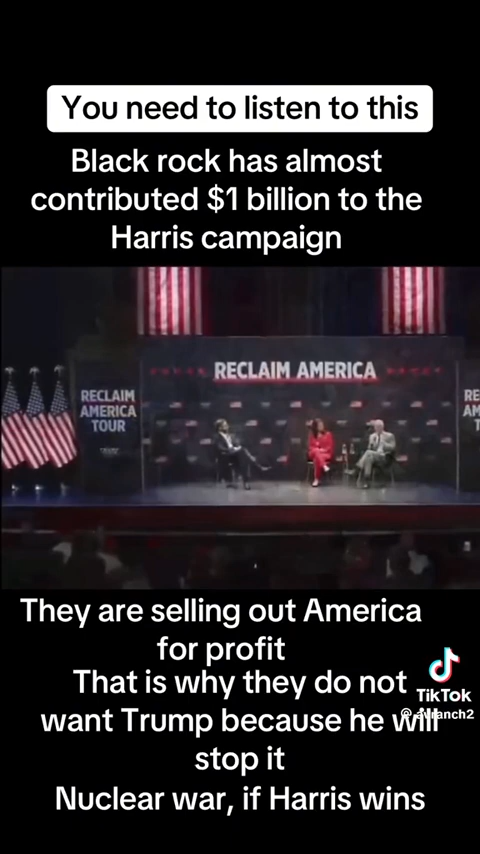 You need to listen to this
Black rock has almost
contributed $1 billion to the
Harris campaign
RECLAIM AMERICA
RECLAIM
AMERICA
TOUR
RE
AM
T
They are selling out America
for profit
That is why they do not
want Trump because he will
stop it
Nuclear war, if Harris wins
TikTok